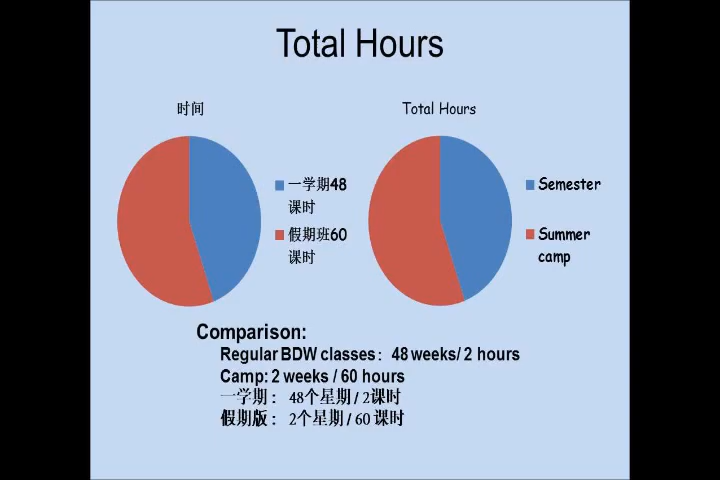 Total Hours
时间
一学期48
课时
假期班60
课时
Total Hours
Semester
Summer
camp
Comparison:
Regular BDW classes： 48 weeks/ 2 hours
Camp: 2 weeks / 60 hours
一学期： 48个星期 / 2课时
假期版： 2个星期 / 60 课时